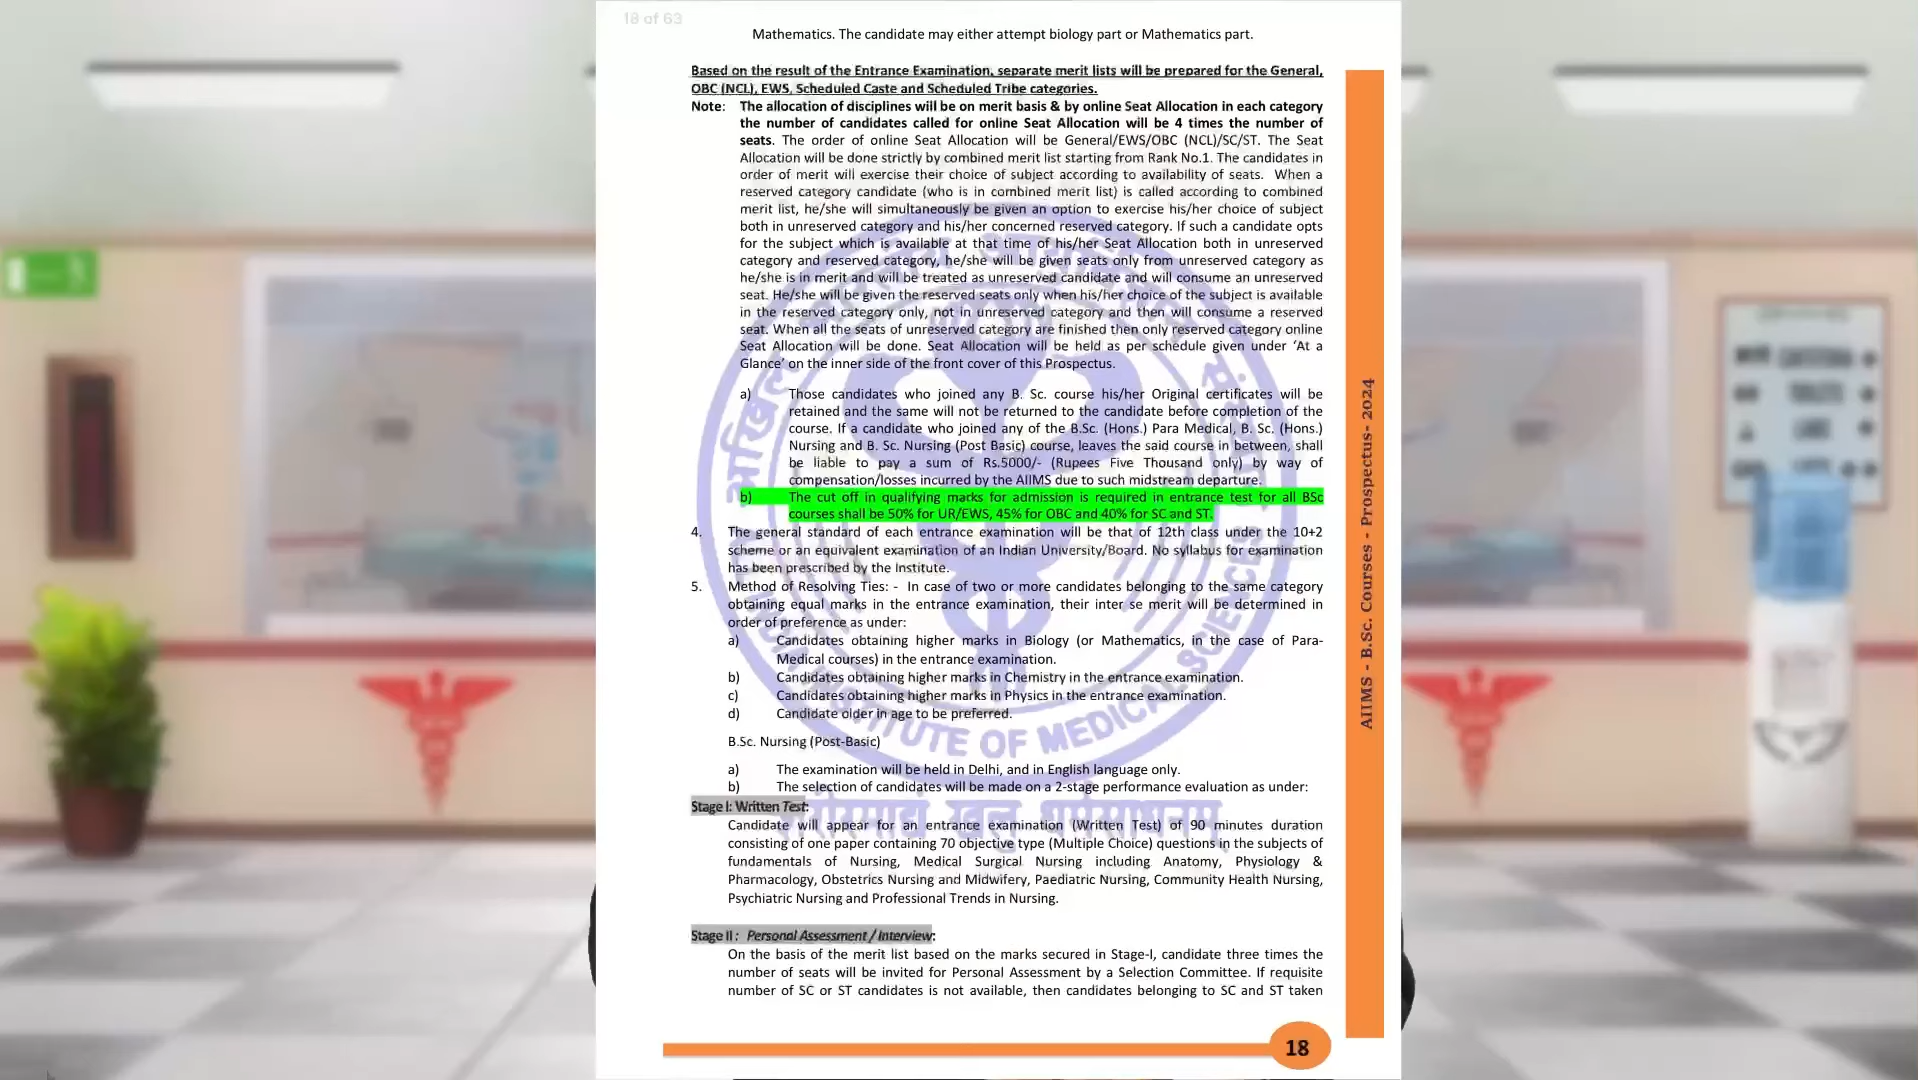 18 of 63
Mathematics. The candidate may either attempt biology part or Mathematics part.
Based on the result of the Entrance Examination, separate merit lists will be prepared for the General,
OBC (NCL), EWS, Scheduled Caste and Scheduled Tribe categories.
Note: The allocation of disciplines will be on merit basis & by online Seat Allocation in each category
the number of candidates called for online Seat Allocation will be 4 times the number of
seats. The order of online Seat Allocation will be General/EWS/OBC (NCL)/SC/ST. The Seat
Allocation will be done strictly by combined merit list starting from Rank No.1. The candidates in
order of merit will exercise their choice of subject according to availability of seats. When a
reserved category candidate (who is in combined merit list) is called according to combined
merit list, he/she will simultaneously be given an option to exercise his/her choice of subject
both in unreserved category and his/her concerned reserved category. If such a candidate opts
for the subject which is available at that time of his/her Seat Allocation both in unreserved
category and reserved category, he/she will be given seats only from unreserved category as
he/she is in merit and will be treated as unreserved candidate and will consume an unreserved
seat. He/she will be given the reserved seats only when his/her choice of the subject is available
in the reserved category only, not in unreserved category and then will consume a reserved
seat. When all the seats of unreserved category are finished then only reserved category online
Seat Allocation will be done. Seat Allocation will be held as per schedule given under ‘At a
Glance’ on the inner side of the front cover of this Prospectus.
a) Those candidates who joined any B. Sc. course his/her Original certificates will be
retained and the same will not be returned to the candidate before completion of the
course. If a candidate who joined any of the B.Sc. (Hons.) Para Medical, B. Sc. (Hons.)
Nursing and B. Sc. Nursing (Post Basic) course, leaves the said course in between, shall
be liable to pay a sum of Rs.5000/- (Rupees Five Thousand only) by way of
compensation/losses incurred by the AIIMS due to such midstream departure.
b) The cut off in qualifying marks for admission is required in entrance test for all BSc
courses shall be 50% for UR/EWS, 45% for OBC and 40% for SC and ST.
4. The general standard of each entrance examination will be that of 12th class under the 10+2
scheme or an equivalent examination of an Indian University/Board. No syllabus for examination
has been prescribed by the Institute.
5. Method of Resolving Ties: - In case of two or more candidates belonging to the same category
obtaining equal marks in the entrance examination, their inter se merit will be determined in
order of preference as under:
a) Candidates obtaining higher marks in Biology (or Mathematics, in the case of Para-
Medical courses) in the entrance examination.
b) Candidates obtaining higher marks in Chemistry in the entrance examination.
c) Candidates obtaining higher marks in Physics in the entrance examination.
d) Candidate older in age to be preferred.
B.Sc. Nursing (Post-Basic)
a) The examination will be held in Delhi, and in English language only.
b) The selection of candidates will be made on a 2-stage performance evaluation as under:
Stage I: Written Test:
Candidate will appear for an entrance examination (Written Test) of 90 minutes duration
consisting of one paper containing 70 objective type (Multiple Choice) questions in the subjects of
fundamentals of Nursing, Medical Surgical Nursing including Anatomy, Physiology &
Pharmacology, Obstetrics Nursing and Midwifery, Paediatric Nursing, Community Health Nursing,
Psychiatric Nursing and Professional Trends in Nursing.
Stage II : Personal Assessment / Interview:
On the basis of the merit list based on the marks secured in Stage-I, candidate three times the
number of seats will be invited for Personal Assessment by a Selection Committee. If requisite
number of SC or ST candidates is not available, then candidates belonging to SC and ST taken
18
AIIMS - B.Sc. Courses - Prospectus- 2024
INSTITUTE OF MEDICAL SCIENCES